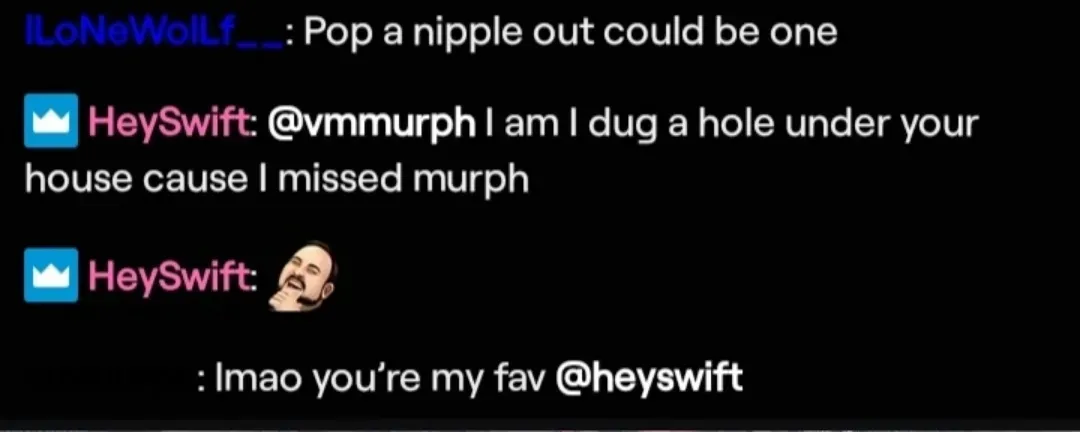 lLoNeWolLf__: Pop a nipple out could be one
HeySwift: @vmmurph I am I dug a hole under your
house cause I missed murph
HeySwift:
: lmao you're my fav @heyswift